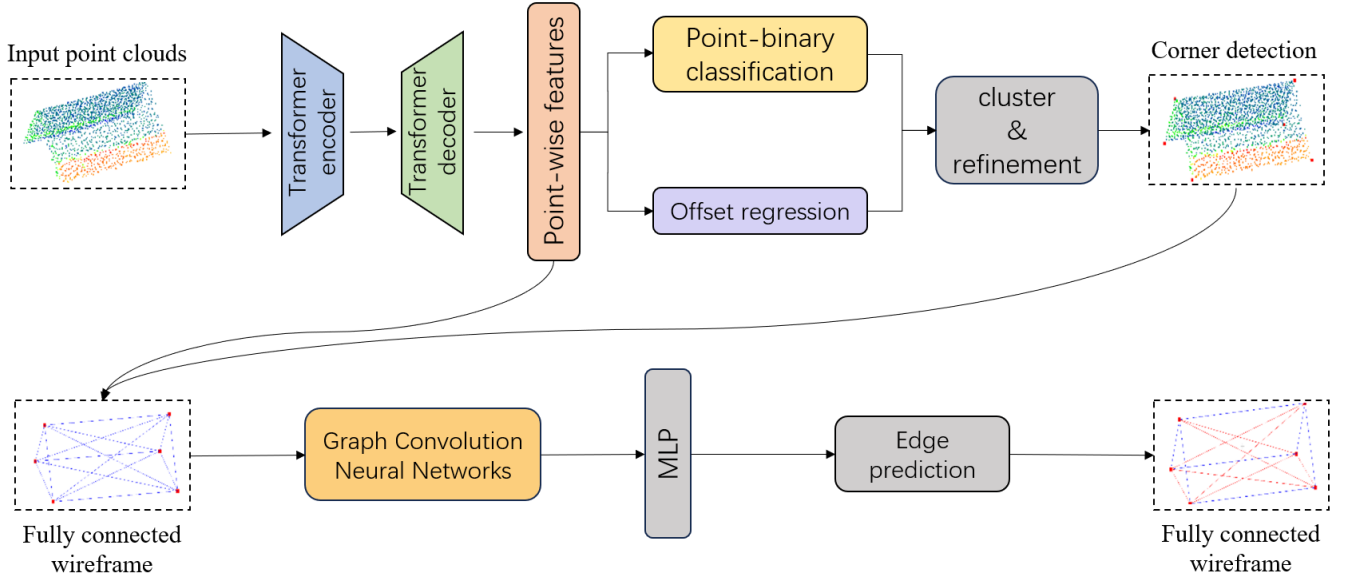 Input point clouds
Transformer
encoder
Transformer
decoder
Point-wise features
Point-binary
classification
Offset regression
cluster
&
refinement
Corner detection
Fully connected
wireframe
Graph Convolution
Neural Networks
MLP
Edge
prediction
Fully connected
wireframe